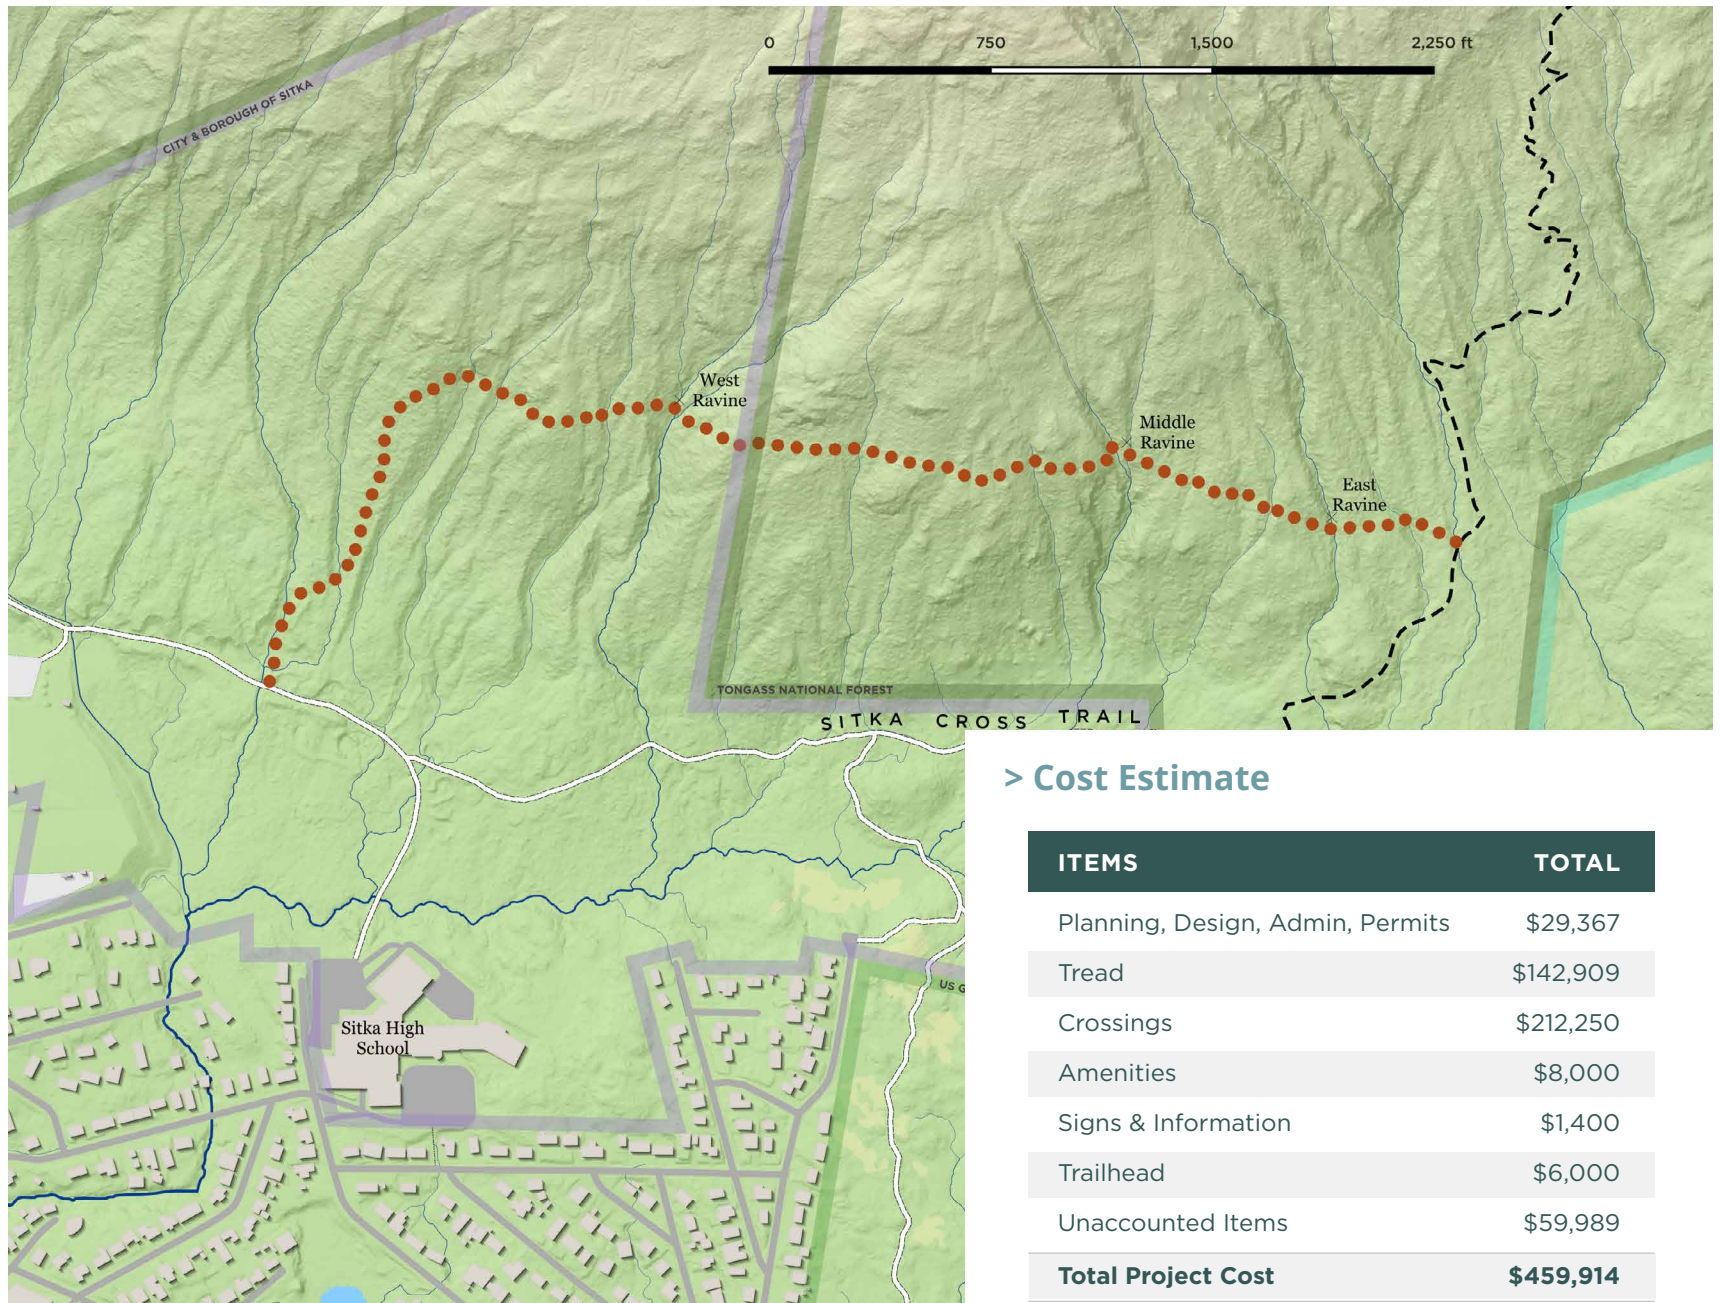 0 750 1,500 2,250 ft
CITY & BOROUGH OF SITKA
West
Ravine
Middle
Ravine
East
Ravine
TONGASS NATIONAL FOREST
SITKA CROSS TRAIL
US G
Sitka High
School
> Cost Estimate
ITEMS TOTAL
Planning, Design, Admin, Permits $29,367
Tread $142,909
Crossings $212,250
Amenities $8,000
Signs & Information $1,400
Trailhead $6,000
Unaccounted Items $59,989
Total Project Cost $459,914